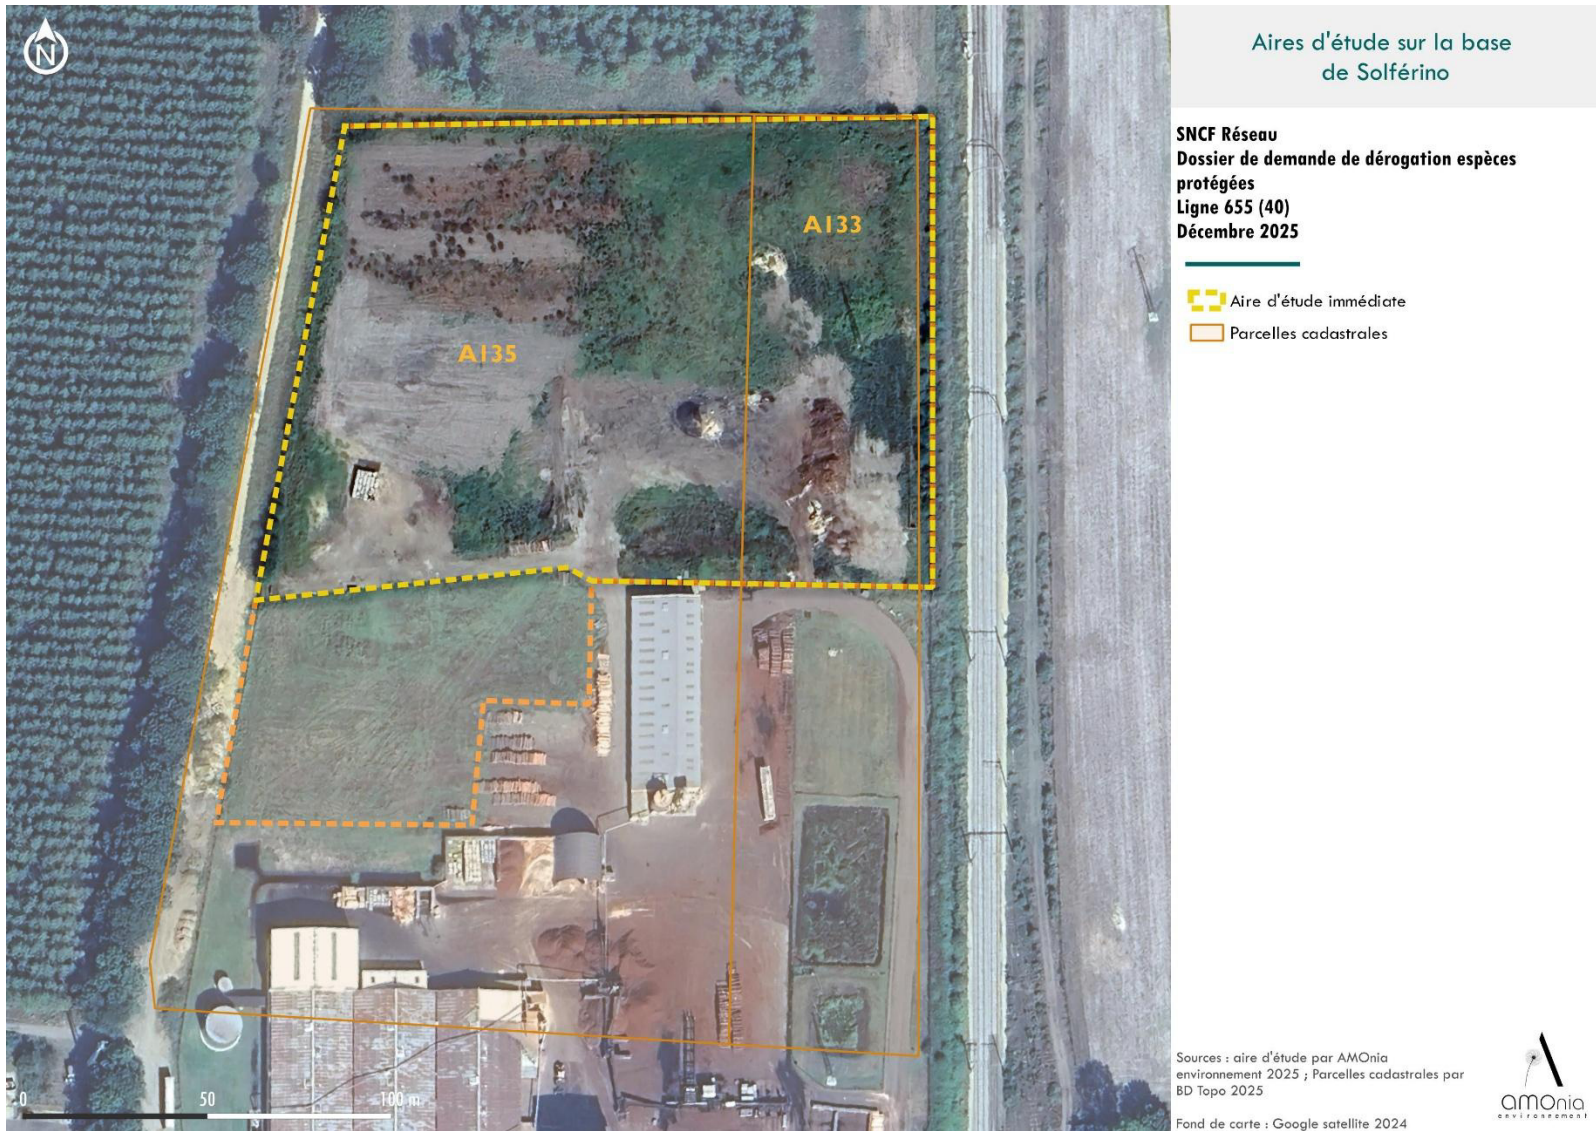 N
Aires d'étude sur la base
de Solférino
SNCF Réseau
Dossier de demande de dérogation espèces
protégées
Ligne 655 (40)
Décembre 2025
Aire d'étude immédiate
Parcelles cadastrales
A133
A135
0 50 100 m
Sources : aire d'étude par AMOnia
environnement 2025 ; Parcelles cadastrales par
BD Topo 2025
Fond de carte : Google satellite 2024
amonia
environnement